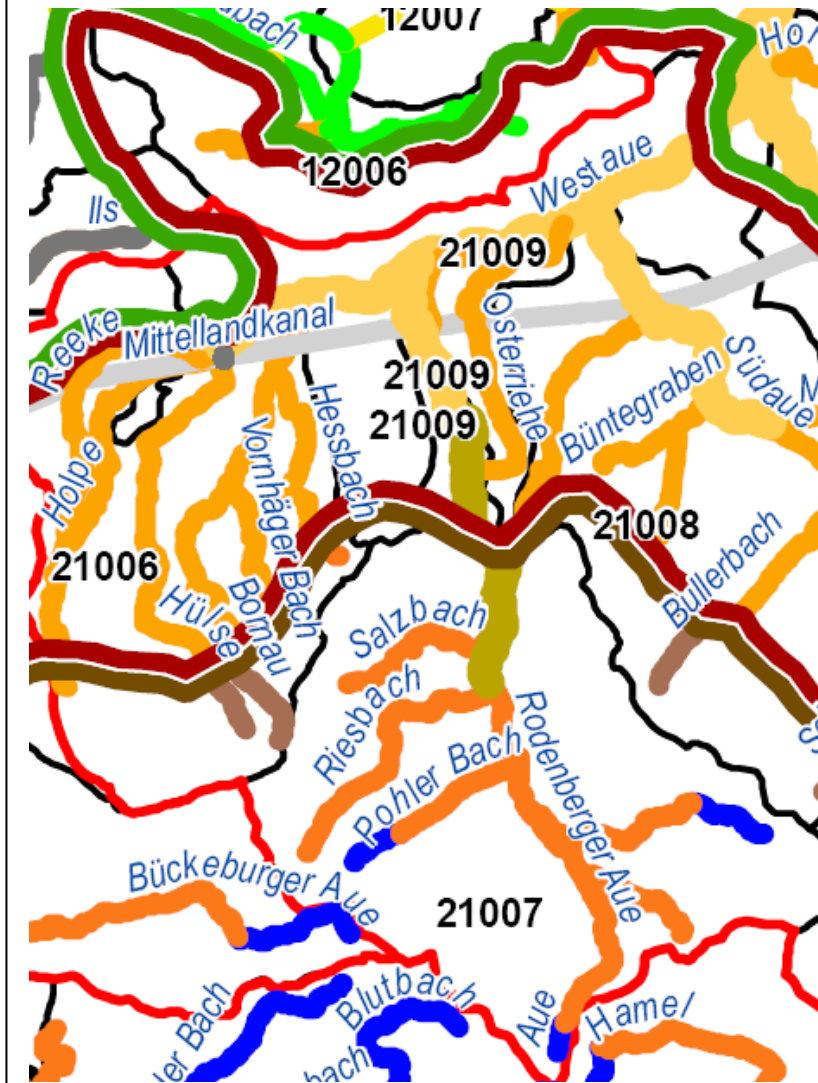 12007
Westaue
12006
Ils
21009
Reeke
Mittellandkanal
Osterriehe
Südaue
21009
21009
Büntegraben
Hessbach
Vornhäger Bach
Holpe
21008
21006
Bullerbach
Hülse
Bornau
Salzbach
Riesbach
Rodenberger Aue
Pohler Bach
Bückeburger Aue
21007
Blutbach
Aue
Hamel